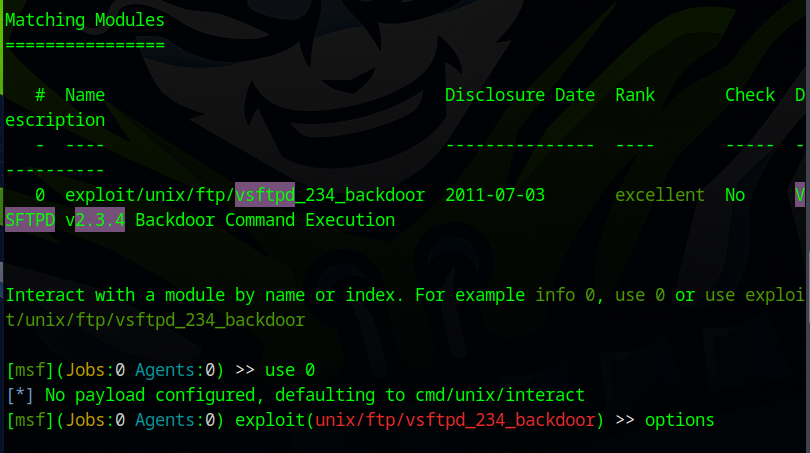 Matching Modules
================
   #  Name                                  Disclosure Date  Rank       Check  D
escription
   -  ----                                  ---------------  ----       -----  -
----------
   0  exploit/unix/ftp/vsftpd_234_backdoor  2011-07-03       excellent  No     V
SFTPD v2.3.4 Backdoor Command Execution
Interact with a module by name or index. For example info 0, use 0 or use exploi
t/unix/ftp/vsftpd_234_backdoor
[msf](Jobs:0 Agents:0) >> use 0
[*] No payload configured, defaulting to cmd/unix/interact
[msf](Jobs:0 Agents:0) exploit(unix/ftp/vsftpd_234_backdoor) >> options